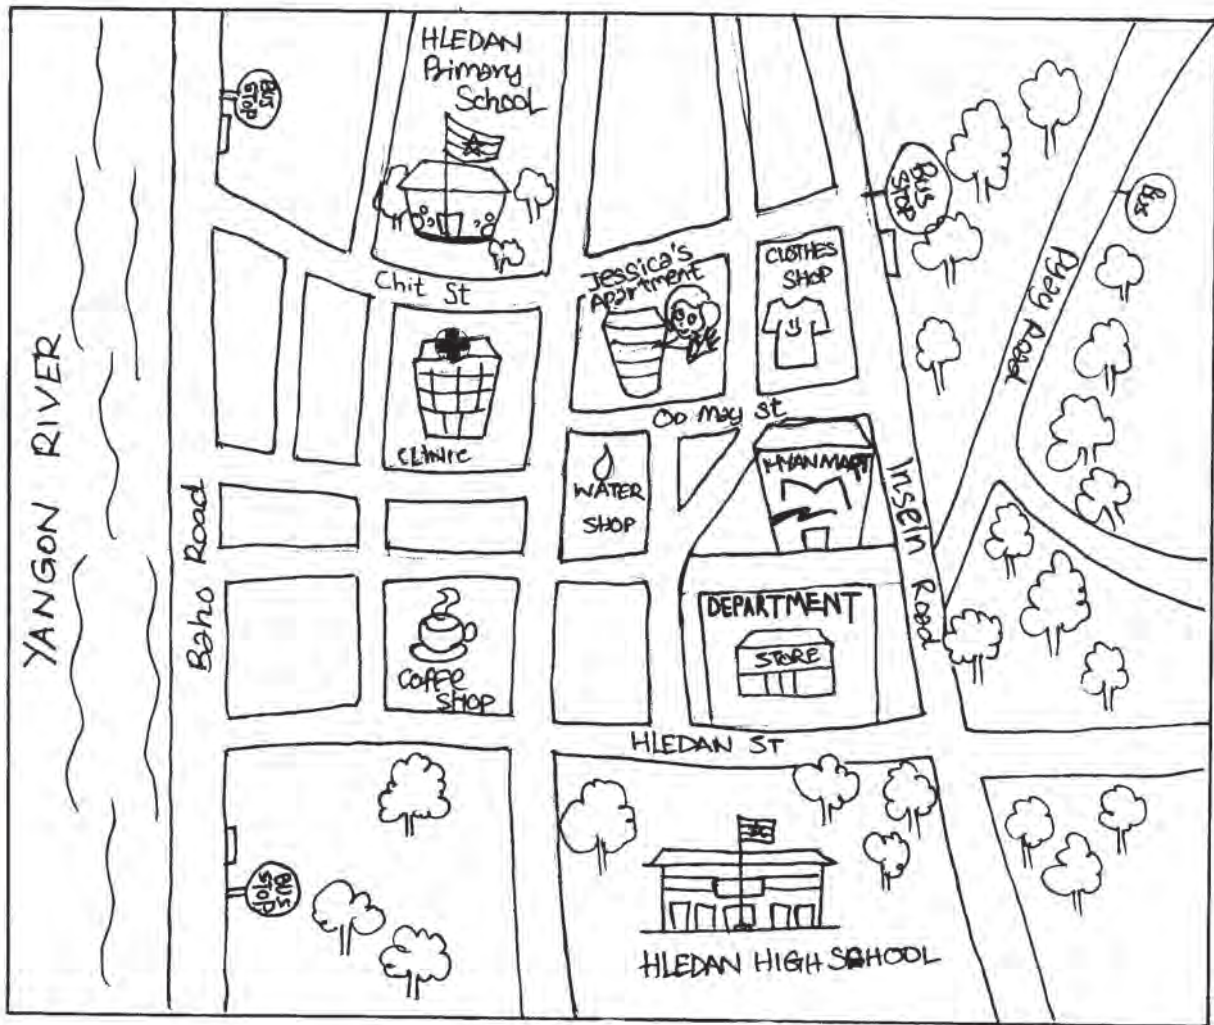 HLEDAN
Primary
School
BUS
STOP
BUS
STOP
Bus
Chit St
Jessica's
Apartment
CLOTHES
SHOP
Pyay Road
YANGON RIVER
CLINIC
Oo May St
WATER
SHOP
HYANMART
Insein Road
Baho Road
COFFE
SHOP
DEPARTMENT
STORE
HLEDAN ST
BUS
STOP
HLEDAN HIGH SCHOOL